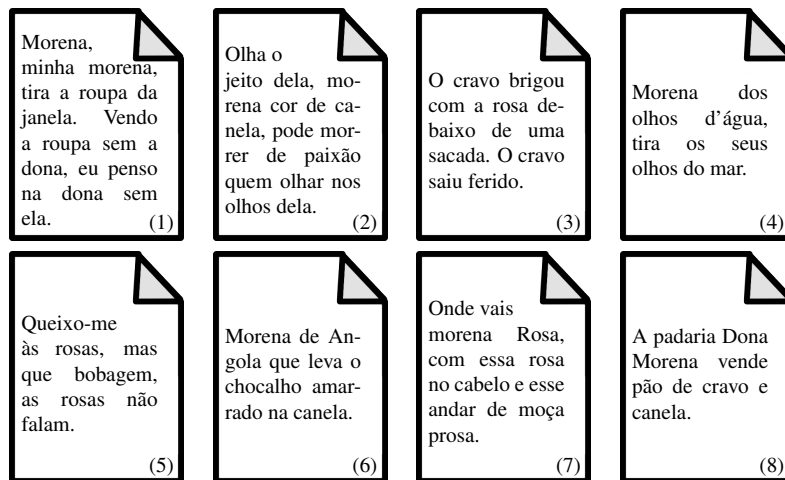 Morena,
minha morena,
tira a roupa da
janela. Vendo
a roupa sem a
dona, eu penso
na dona sem
ela.
(1)
Olha o
jeito dela, mo-
rena cor de ca-
nela, pode mor-
rer de paixão
quem olhar nos
olhos dela.
(2)
O cravo brigou
com a rosa de-
baixo de uma
sacada. O cravo
saiu ferido.
(3)
Morena dos
olhos d'água,
tira os seus
olhos do mar.
(4)
Queixo-me
às rosas, mas
que bobagem,
as rosas não
falam.
(5)
Morena de An-
gola que leva o
chocalho amar-
rado na canela.
(6)
Onde vais
morena Rosa,
com essa rosa
no cabelo e esse
andar de moça
prosa.
(7)
A padaria Dona
Morena vende
pão de cravo e
canela.
(8)